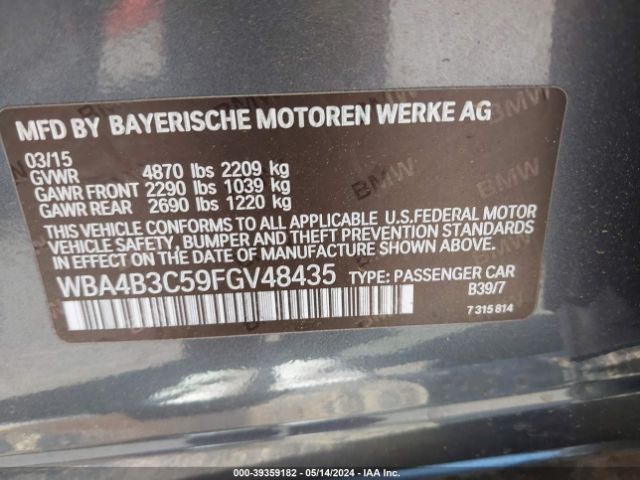 MFD BY BAYERISCHE MOTOREN WERKE AG
03/15
GVWR 4870 lbs 2209 kg
GAWR FRONT 2290 lbs 1039 kg
GAWR REAR 2690 lbs 1220 kg
THIS VEHICLE CONFORMS TO ALL APPLICABLE U.S.FEDERAL MOTOR
VEHICLE SAFETY, BUMPER AND THEFT PREVENTION STANDARDS
IN EFFECT ON THE DATE OF MANUFACTURE SHOWN ABOVE.
WBA4B3C59FGV48435 TYPE: PASSENGER CAR
B39/7
7 315 814
BMW
BMW
BMW
000-39359182 - 05/14/2024 - IAA Inc.